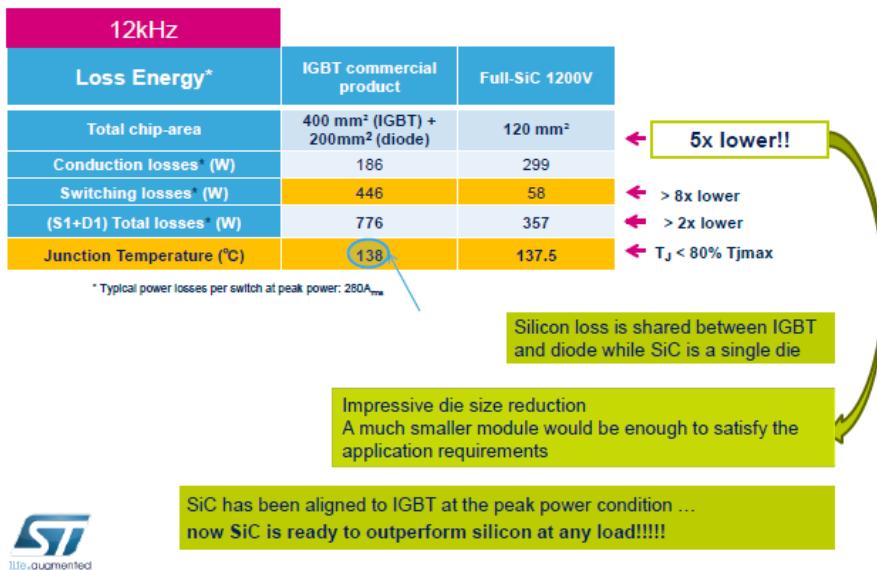 12kHz
Loss Energy*
IGBT commercial
product
Full-SiC 1200V
Total chip-area
400 mm² (IGBT) +
200mm² (diode)
120 mm²
5x lower!!
Conduction losses* (W)
186
299
Switching losses* (W)
446
58
> 8x lower
(S1+D1) Total losses* (W)
776
357
> 2x lower
Junction Temperature (°C)
138
137.5
TJ < 80% Tjmax
* Typical power losses per switch at peak power: 280Arms
Silicon loss is shared between IGBT
and diode while SiC is a single die
Impressive die size reduction
A much smaller module would be enough to satisfy the
application requirements
SiC has been aligned to IGBT at the peak power condition ...
now SiC is ready to outperform silicon at any load!!!!!
ST
life.augmented